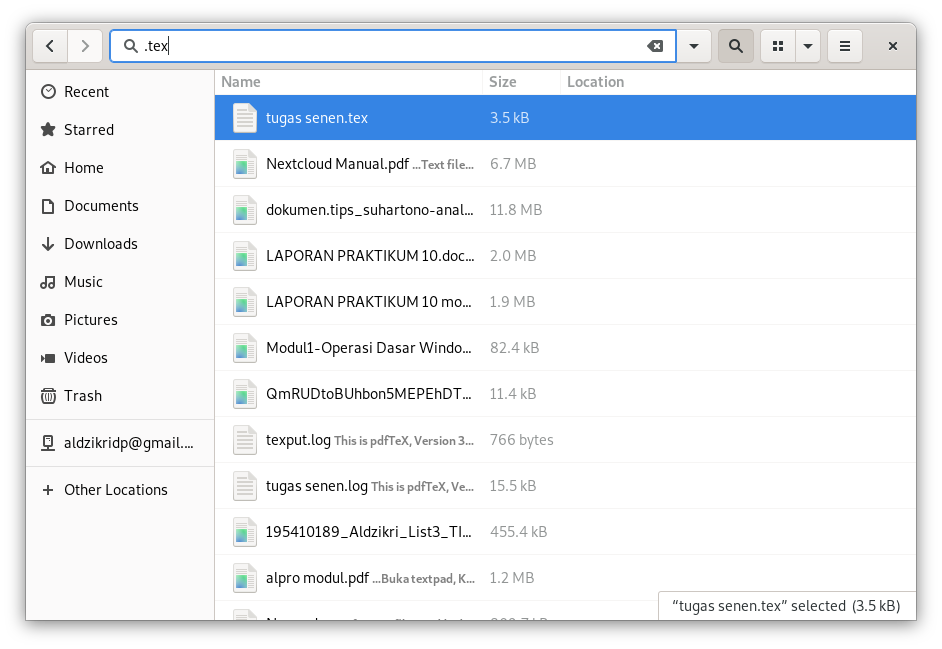 .tex
Name Size Location
Recent
Starred
Home
Documents
Downloads
Music
Pictures
Videos
Trash
aldzikridp@gmail....
Other Locations
tugas senen.tex 3.5 kB
Nextcloud Manual.pdf ...Text file... 6.7 MB
dokumen.tips_suhartono-anal... 11.8 MB
LAPORAN PRAKTIKUM 10.doc... 2.0 MB
LAPORAN PRAKTIKUM 10 mo... 1.9 MB
Modul1-Operasi Dasar Windo... 82.4 kB
QmRUDtoBUhbon5MEPEhDT... 11.4 kB
texput.log This is pdfTeX, Version 3... 766 bytes
tugas senen.log This is pdfTeX, Ve... 15.5 kB
195410189_Aldzikri_List3_TI... 455.4 kB
alpro modul.pdf ...Buka textpad, K... 1.2 MB
“tugas senen.tex” selected (3.5 kB)